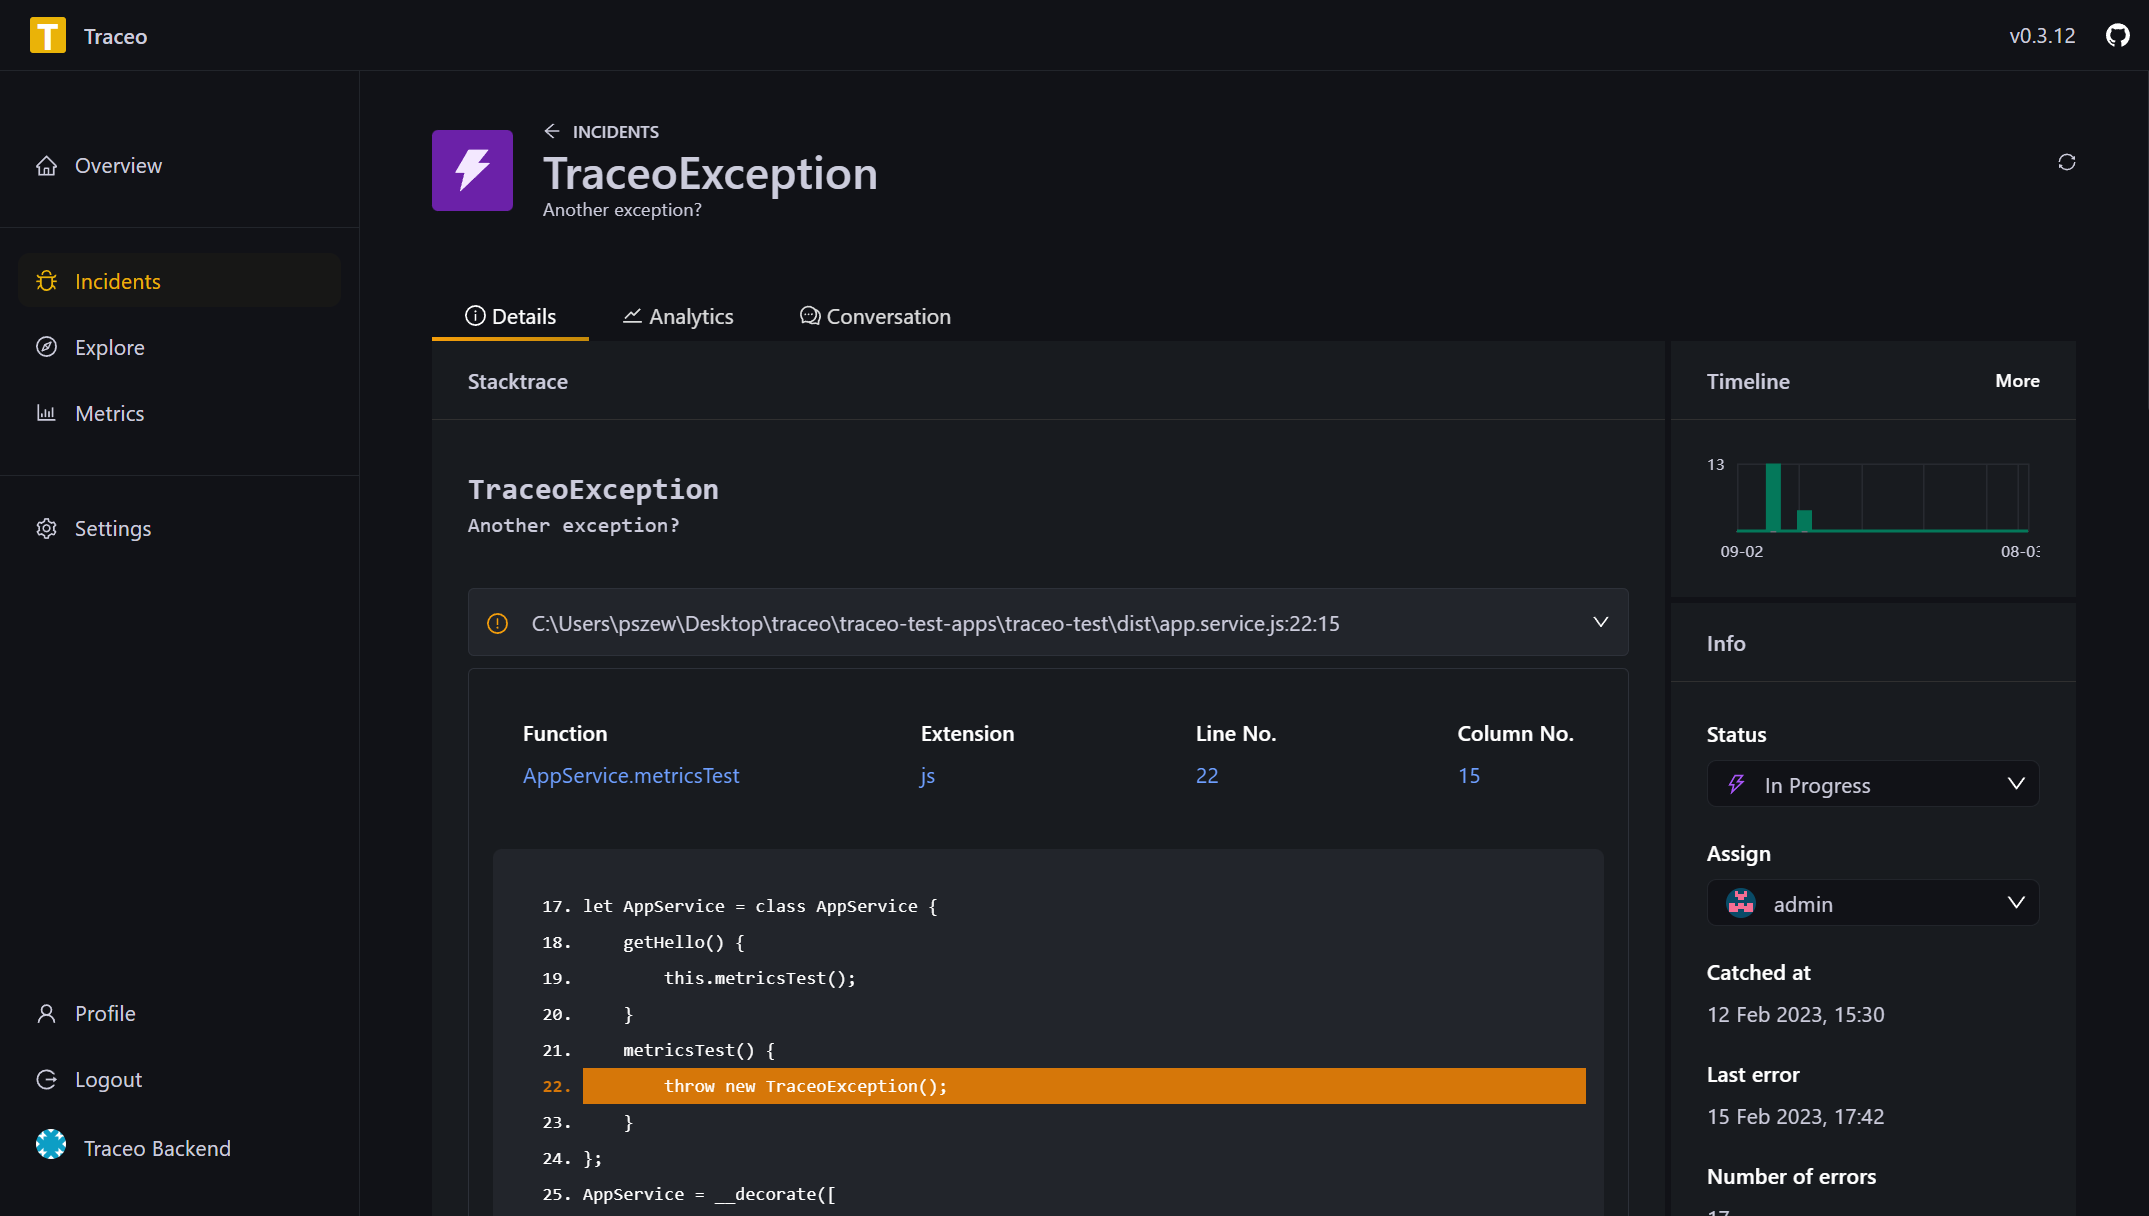 T
Traceo
v0.3.12
Overview
Incidents
Explore
Metrics
Settings
Profile
Logout
Traceo Backend
INCIDENTS
TraceoException
Another exception?
Details
Analytics
Conversation
Stacktrace
TraceoException
Another exception?
C:\Users\pszew\Desktop\traceo\traceo-test-apps\traceo-test\dist\app.service.js:22:15
Function Extension Line No. Column No.
AppService.metricsTest js 22 15
17. let AppService = class AppService {
18.     getHello() {
19.         this.metricsTest();
20.     }
21.     metricsTest() {
22.         throw new TraceoException();
23.     }
24. };
25. AppService = __decorate([
Timeline More
13
09-02 08-03
Info
Status
In Progress
Assign
admin
Catched at
12 Feb 2023, 15:30
Last error
15 Feb 2023, 17:42
Number of errors
17